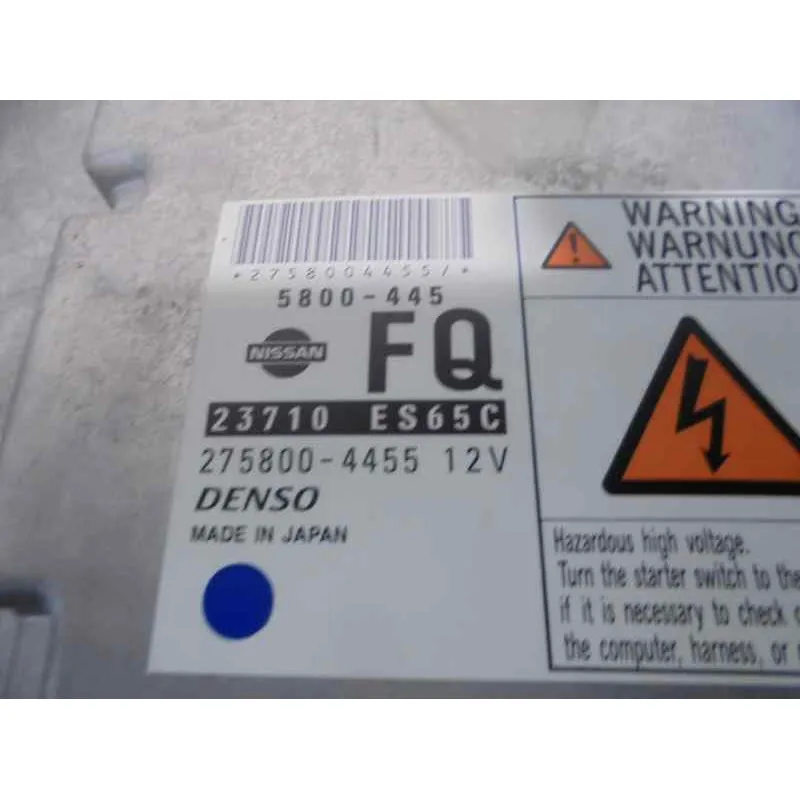 *2758004455/*
5800-445
NISSAN
FQ
23710 ES65C
275800-4455 12V
DENSO
MADE IN JAPAN
WARNING
WARNUNG
ATTENTION
Hazardous high voltage.
Turn the starter switch to the
if it is necessary to check
the computer, harness, or